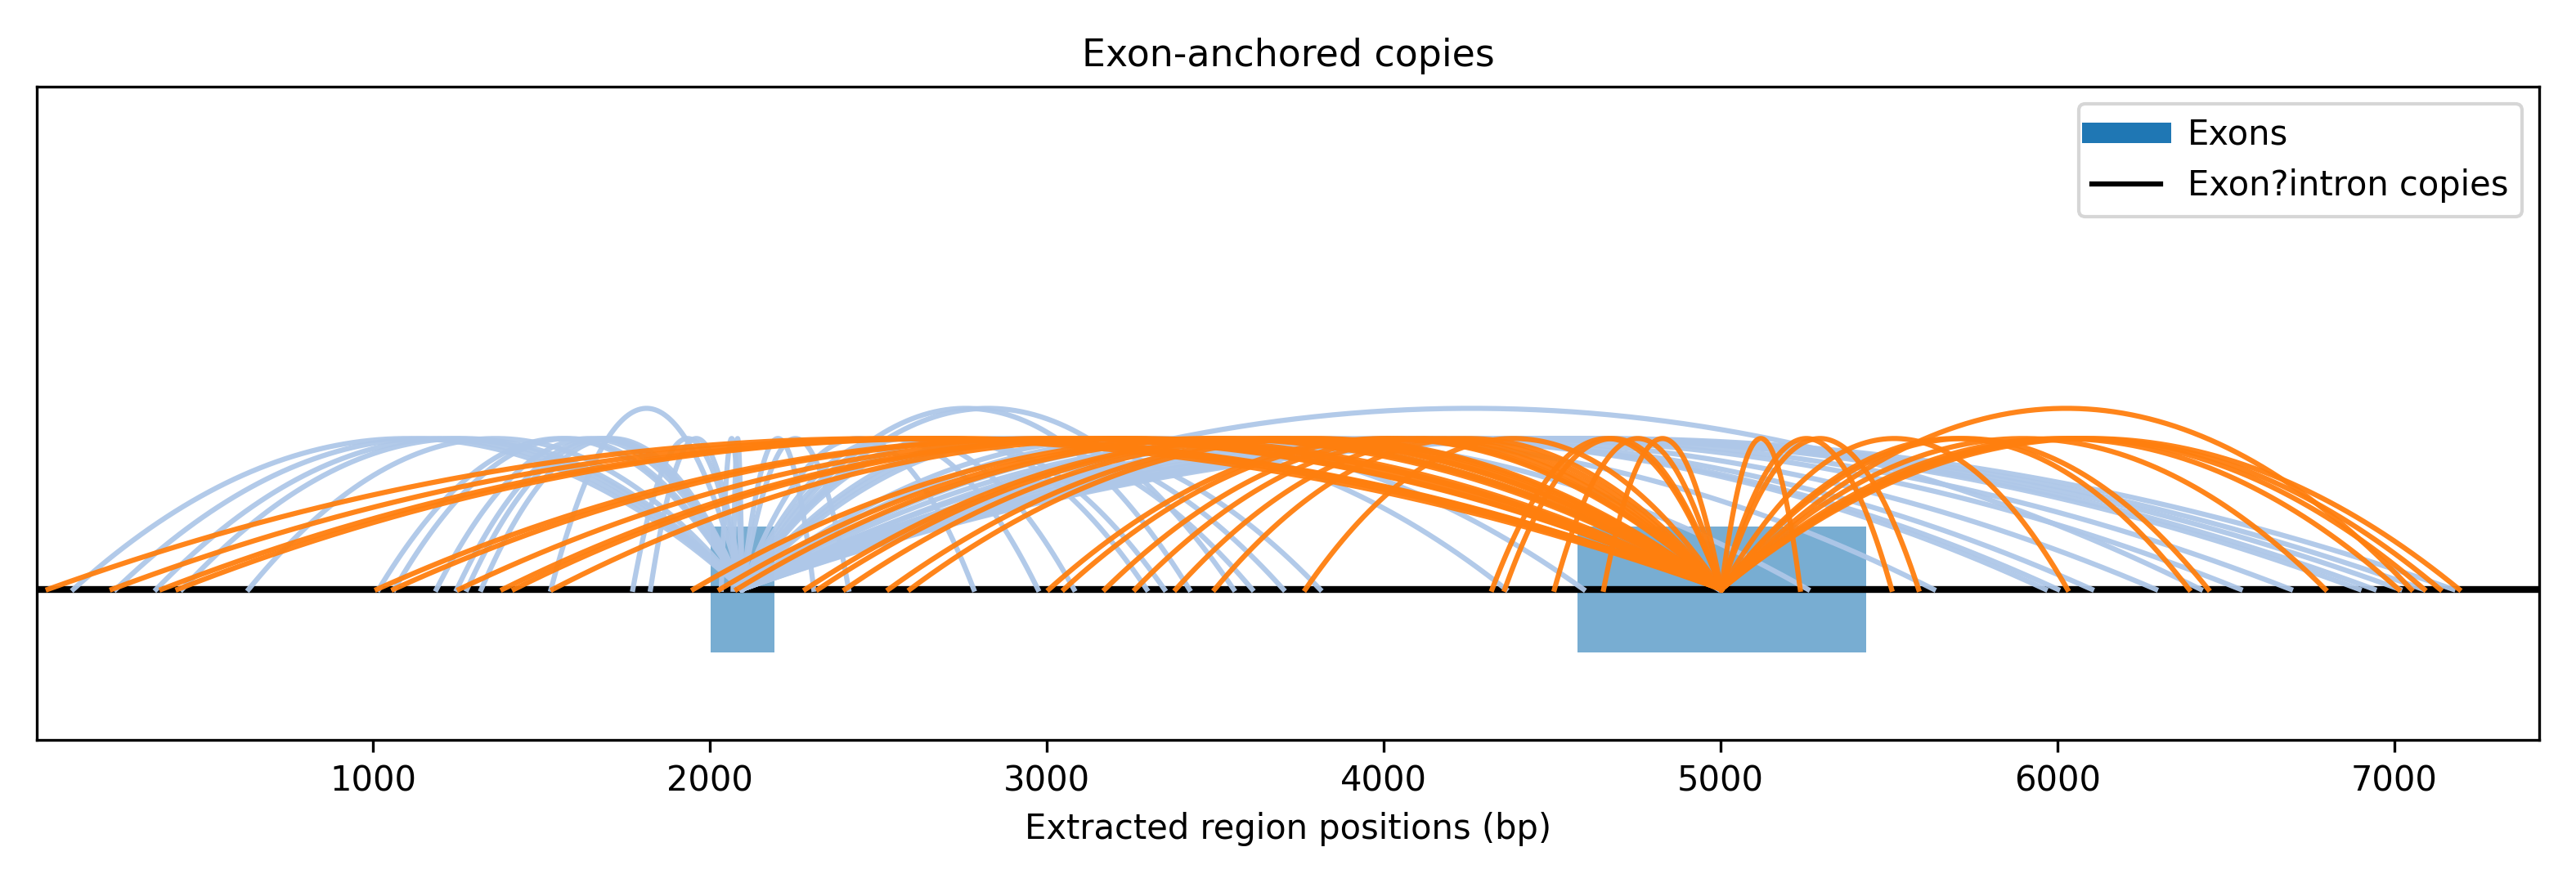 Exon-anchored copies
Exons
Exon?intron copies
1000 2000 3000 4000 5000 6000 7000
Extracted region positions (bp)